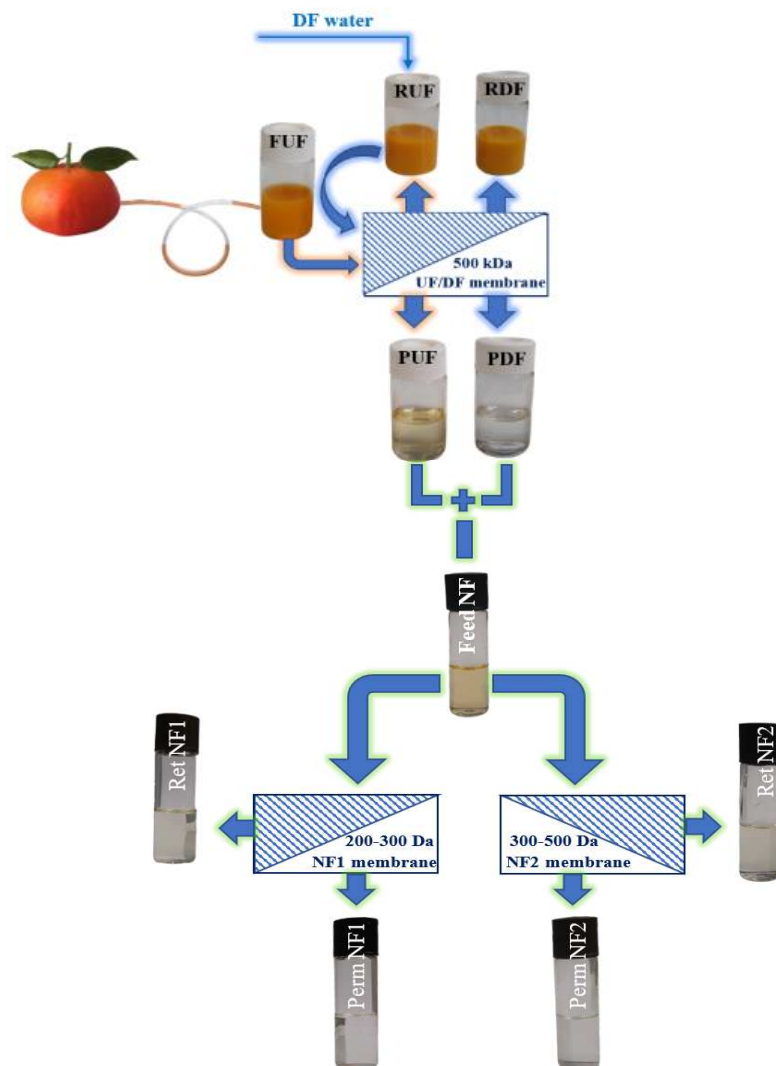 DF water
RUF
RDF
FUF
500 kDa
UF/DF membrane
PUF
PDF
Feed NF
Ret NF1
Ret NF2
200-300 Da
NF1 membrane
300-500 Da
NF2 membrane
Perm NF1
Perm NF2